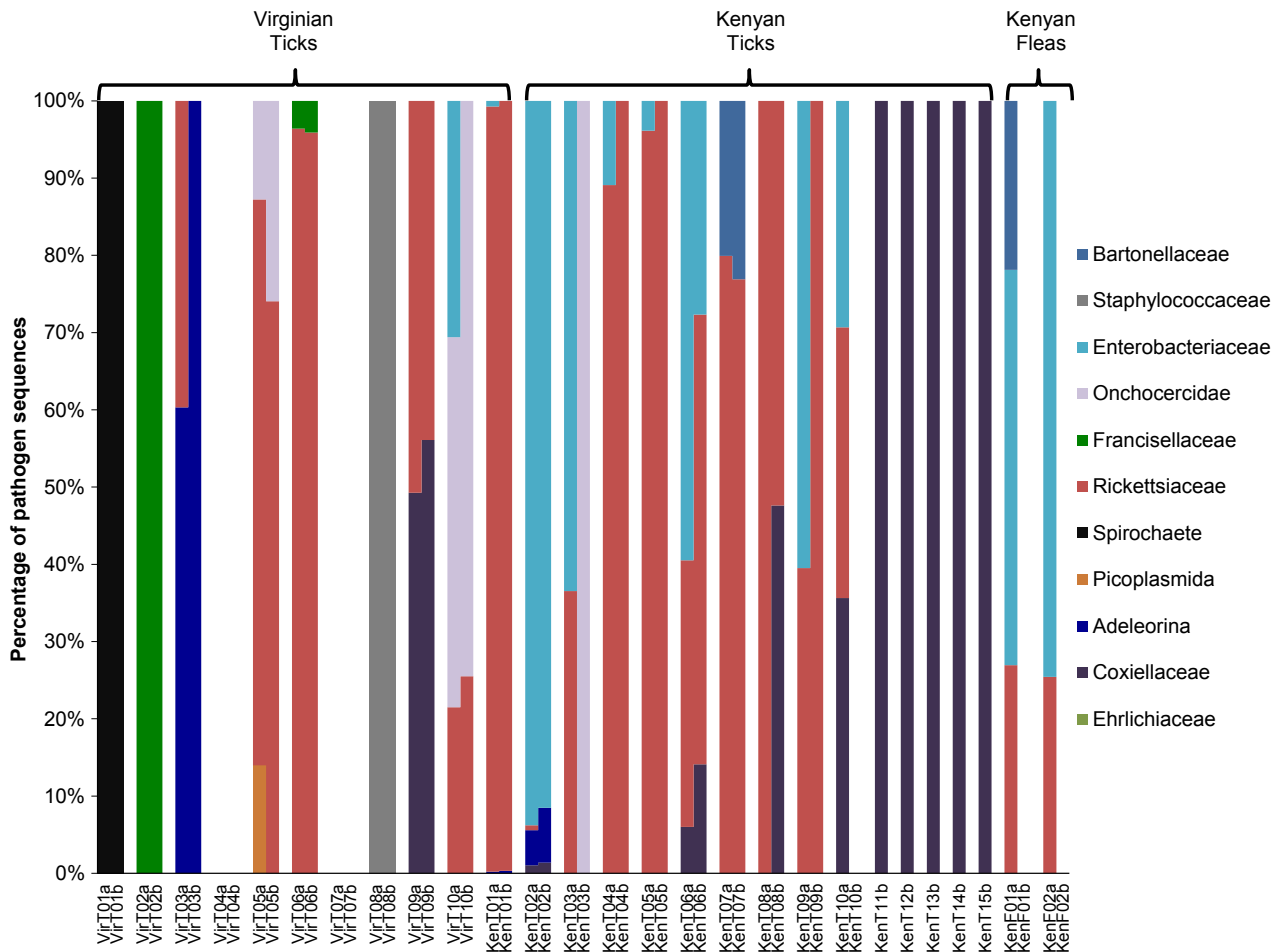 Virginian
Ticks
Kenyan
Ticks
Kenyan
Fleas
100%
90%
80%
70%
60%
50%
40%
30%
20%
10%
0%
Percentage of pathogen sequences
Bartonellaceae
Staphylococcaceae
Enterobacteriaceae
Onchocercidae
Francisellaceae
Rickettsiaceae
Spirochaete
Picoplasmida
Adeleorina
Coxiellaceae
Ehrlichiaceae
VirT01a
VirT01b
VirT02a
VirT02b
VirT03a
VirT03b
VirT04a
VirT04b
VirT05a
VirT05b
VirT06a
VirT06b
VirT07a
VirT07b
VirT08a
VirT08b
VirT09a
VirT09b
VirT10a
VirT10b
KenT01a
KenT01b
KenT02a
KenT02b
KenT03a
KenT03b
KenT04a
KenT04b
KenT05a
KenT05b
KenT06a
KenT06b
KenT07a
KenT07b
KenT08a
KenT08b
KenT09a
KenT09b
KenT10a
KenT10b
KenT11b
KenT12b
KenT13b
KenT14b
KenT15b
KenF01a
KenF01b
KenF02a
KenF02b